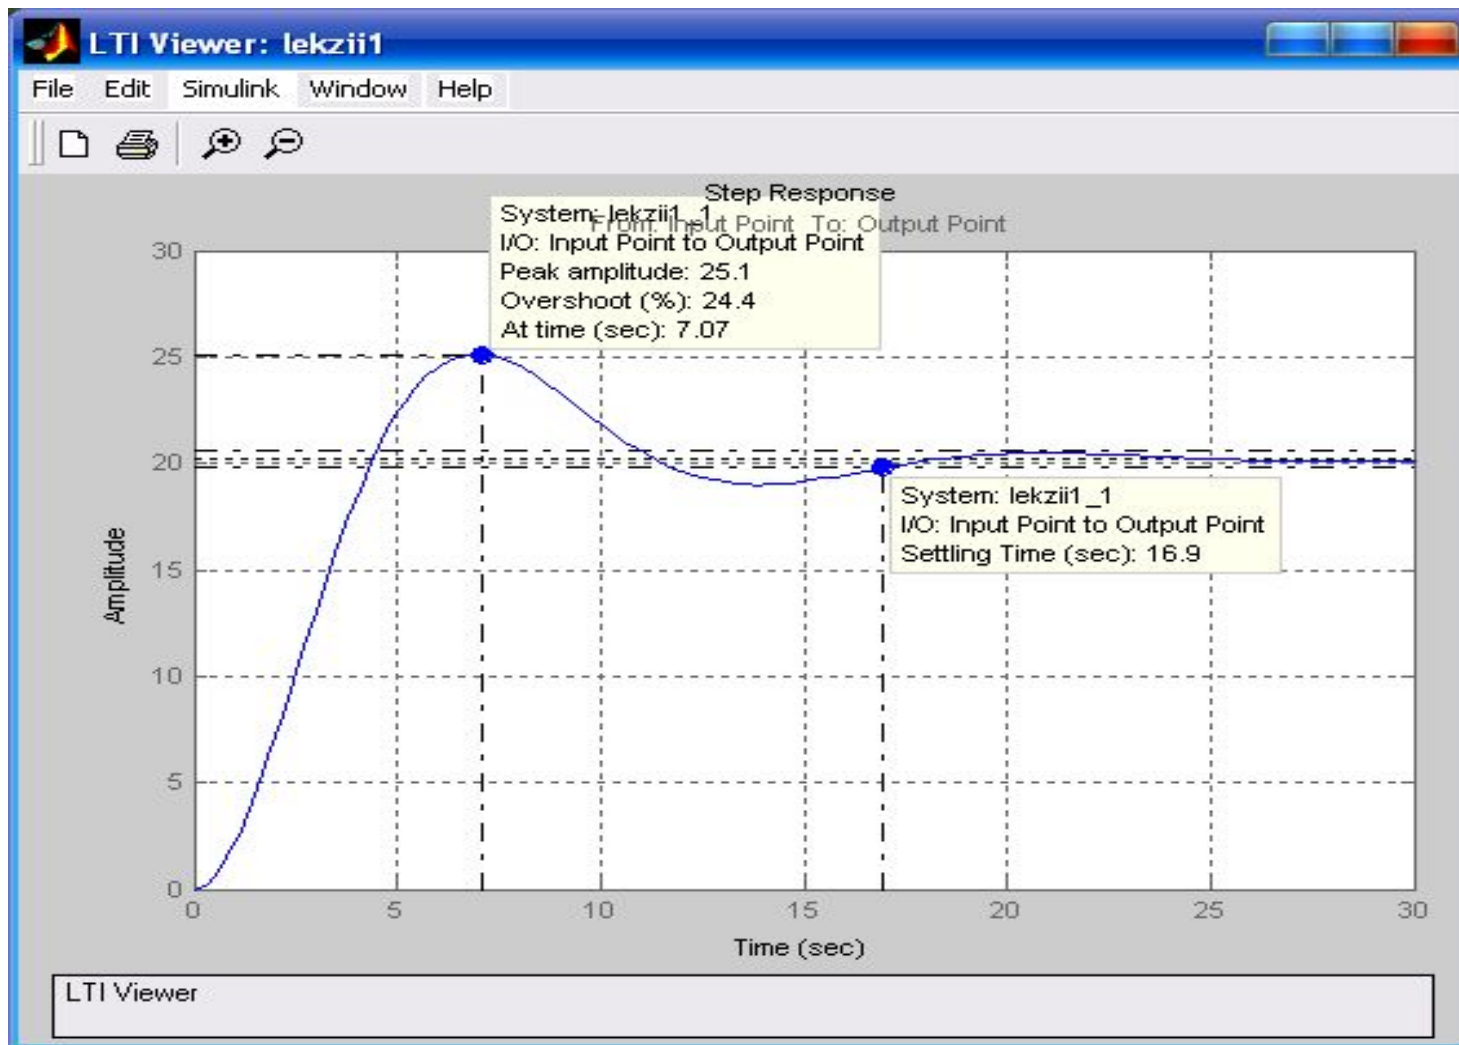 LTI Viewer: lekzii1
File Edit Simulink Window Help
Step Response
From: Input Point To: Output Point
System: lekzii1_1
I/O: Input Point to Output Point
Peak amplitude: 25.1
Overshoot (%): 24.4
At time (sec): 7.07
30
25
20
15
10
5
0
Amplitude
System: lekzii1_1
I/O: Input Point to Output Point
Settling Time (sec): 16.9
0 5 10 15 20 25 30
Time (sec)
LTI Viewer